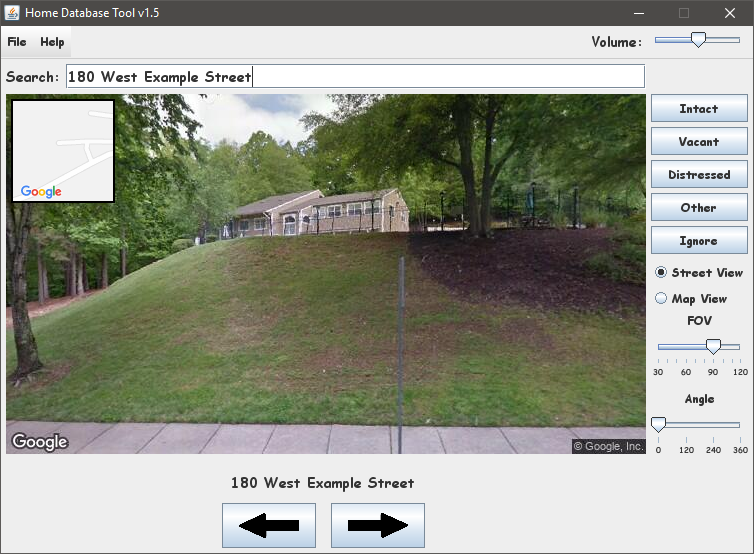 Home Database Tool v1.5
File Help
Volume:
Search: 180 West Example Street
Google
Intact
Vacant
Distressed
Other
Ignore
Street View
Map View
FOV
30 60 90 120
Angle
0 120 240 360
Google
© Google, Inc.
180 West Example Street